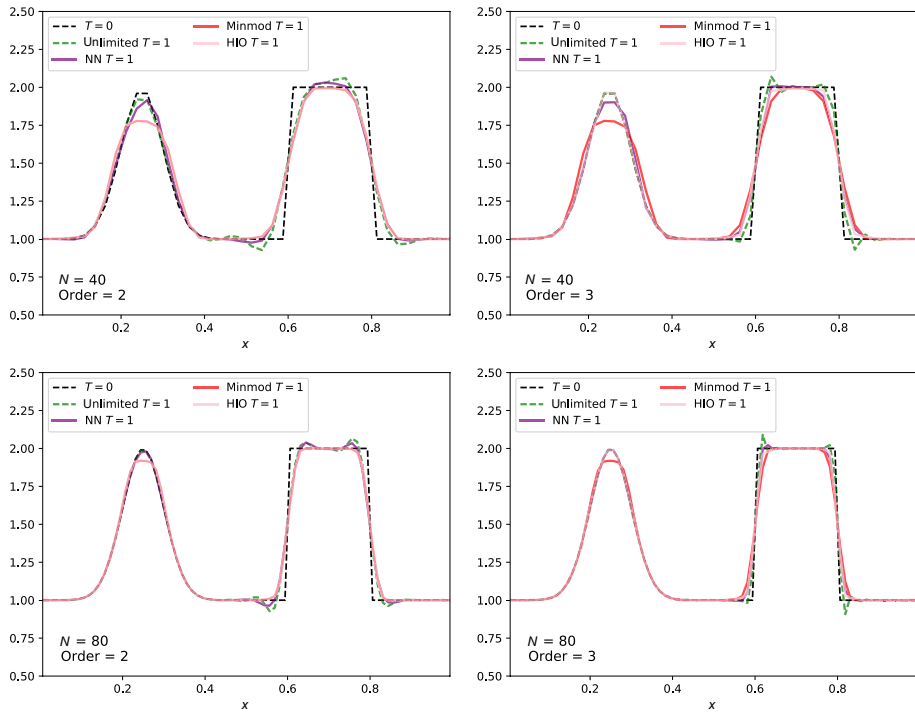 2.50
2.25
2.00
1.75
1.50
1.25
1.00
0.75
0.50
T = 0
Unlimited T = 1
NN T = 1
Minmod T = 1
HIO T = 1
N = 40
Order = 2
0.2 0.4 0.6 0.8
x
2.50
2.25
2.00
1.75
1.50
1.25
1.00
0.75
0.50
T = 0
Unlimited T = 1
NN T = 1
Minmod T = 1
HIO T = 1
N = 40
Order = 3
0.2 0.4 0.6 0.8
x
2.50
2.25
2.00
1.75
1.50
1.25
1.00
0.75
0.50
T = 0
Unlimited T = 1
NN T = 1
Minmod T = 1
HIO T = 1
N = 80
Order = 2
0.2 0.4 0.6 0.8
x
2.50
2.25
2.00
1.75
1.50
1.25
1.00
0.75
0.50
T = 0
Unlimited T = 1
NN T = 1
Minmod T = 1
HIO T = 1
N = 80
Order = 3
0.2 0.4 0.6 0.8
x